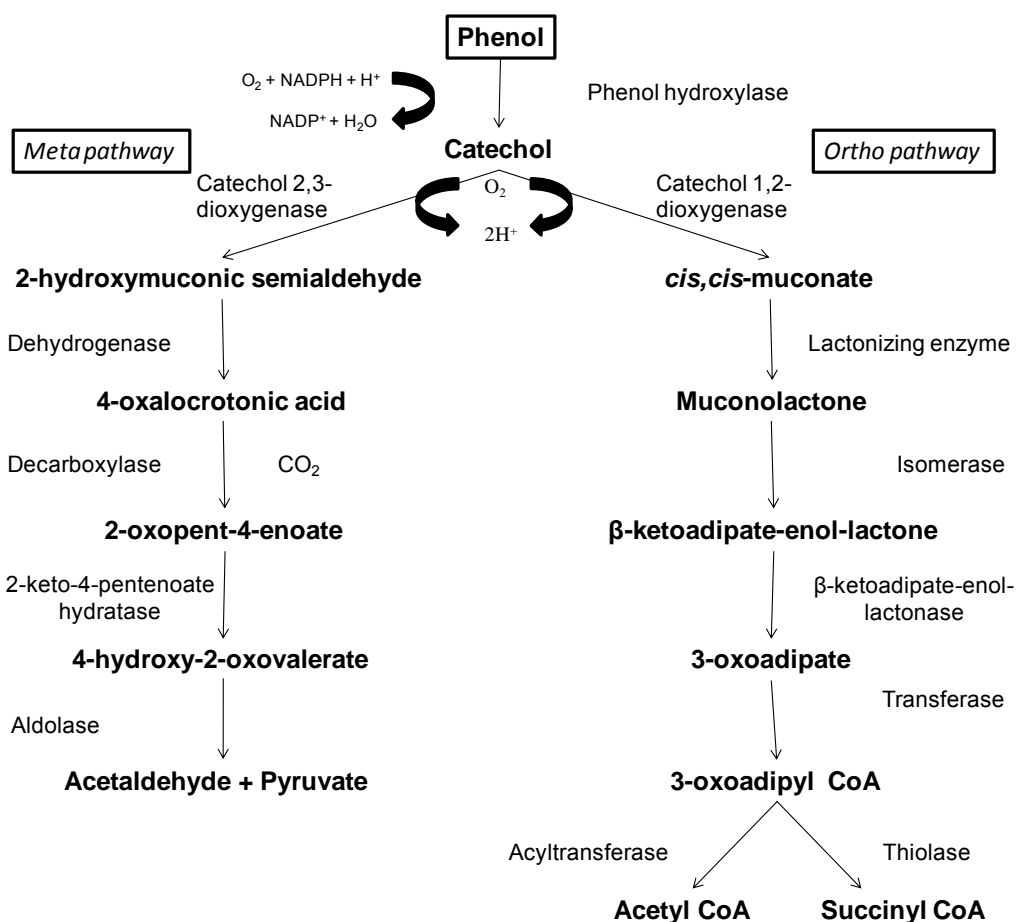 Phenol
O₂ + NADPH + H⁺
Phenol hydroxylase
NADP⁺ + H₂O
Meta pathway
Catechol
Ortho pathway
Catechol 2,3-
dioxygenase
O₂
2H⁺
Catechol 1,2-
dioxygenase
2-hydroxymuconic semialdehyde
cis,cis-muconate
Dehydrogenase
Lactonizing enzyme
4-oxalocrotonic acid
Muconolactone
Decarboxylase
CO₂
Isomerase
2-oxopent-4-enoate
β-ketoadipate-enol-lactone
2-keto-4-pentenoate
hydratase
β-ketoadipate-enol-
lactonase
4-hydroxy-2-oxovalerate
3-oxoadipate
Aldolase
Transferase
Acetaldehyde + Pyruvate
3-oxoadipyl CoA
Acyltransferase
Thiolase
Acetyl CoA
Succinyl CoA